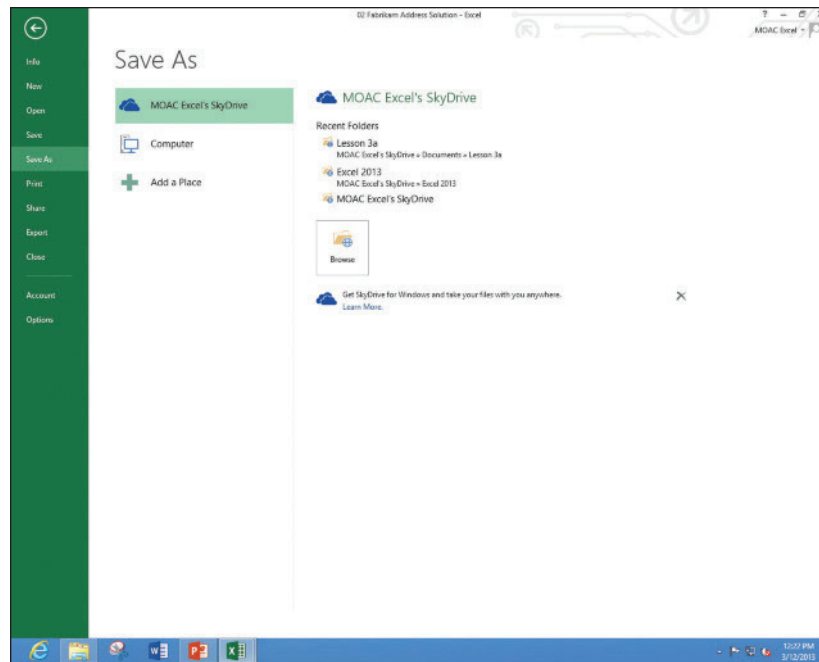 02 Fabrikam Address Solution - Excel
?
MOAC Excel
Info
New
Open
Save
Save As
Print
Share
Export
Close
Account
Options
Save As
MOAC Excel's SkyDrive
Computer
Add a Place
MOAC Excel's SkyDrive
Recent Folders
Lesson 3a
MOAC Excel's SkyDrive » Documents » Lesson 3a
Excel 2013
MOAC Excel's SkyDrive » Excel 2013
MOAC Excel's SkyDrive
Browse
Get SkyDrive for Windows and take your files with you anywhere.
Learn More.
12:22 PM
3/12/2013